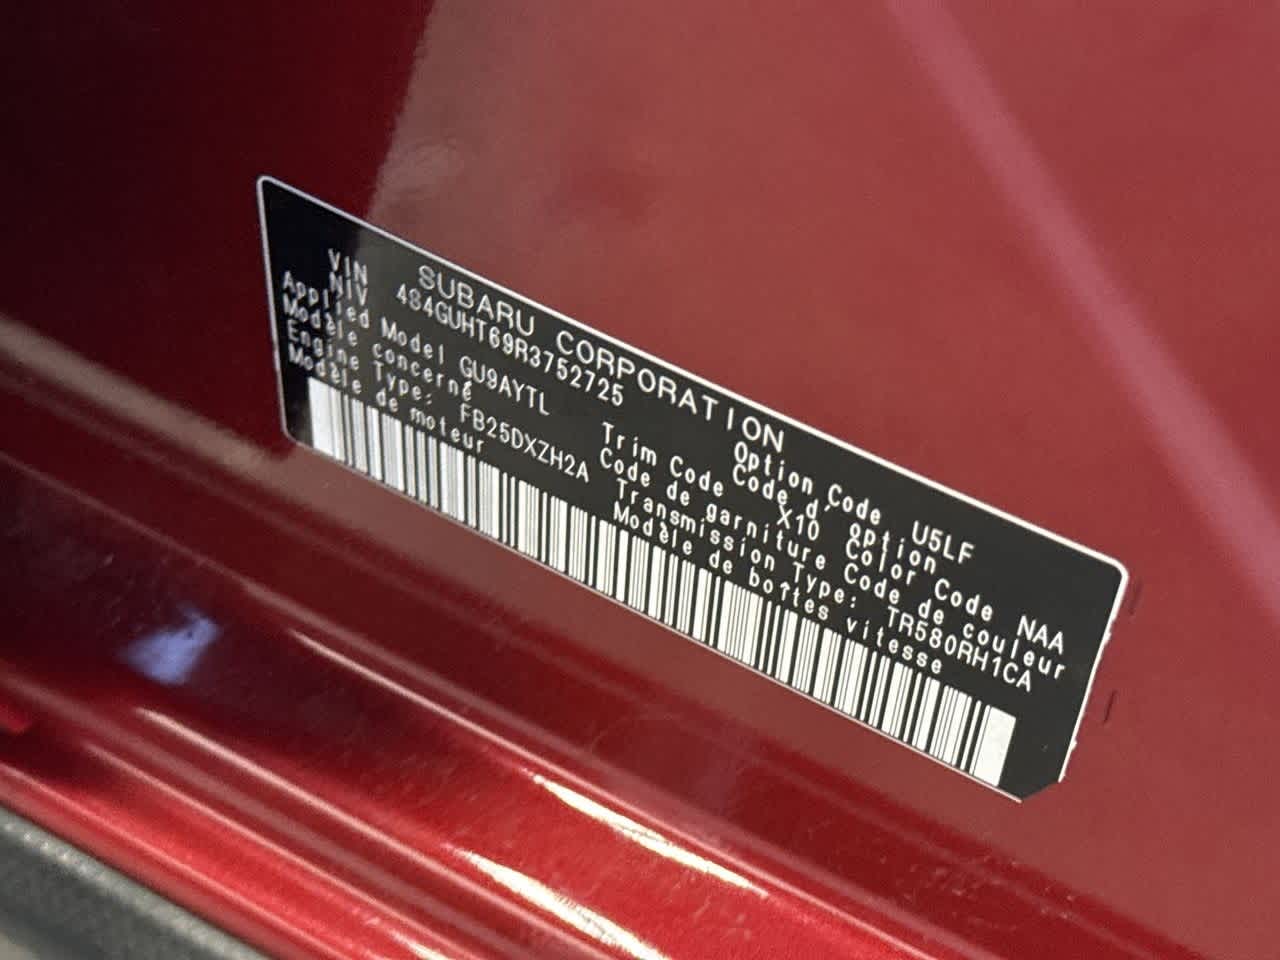 SUBARU CORPORATION
VIN 4S4GUHT69R3752725 Option Code U5LF
NIV Code d'option
Applied Model GU9AYTL Trim Code X10 Color Code NAA
Modèle concerné Code de garniture Code de couleur
Engine Type: FB25DXZH2A Transmission Type: TR580RH1CA
Modèle de moteur Modèle de boîtes vitesse